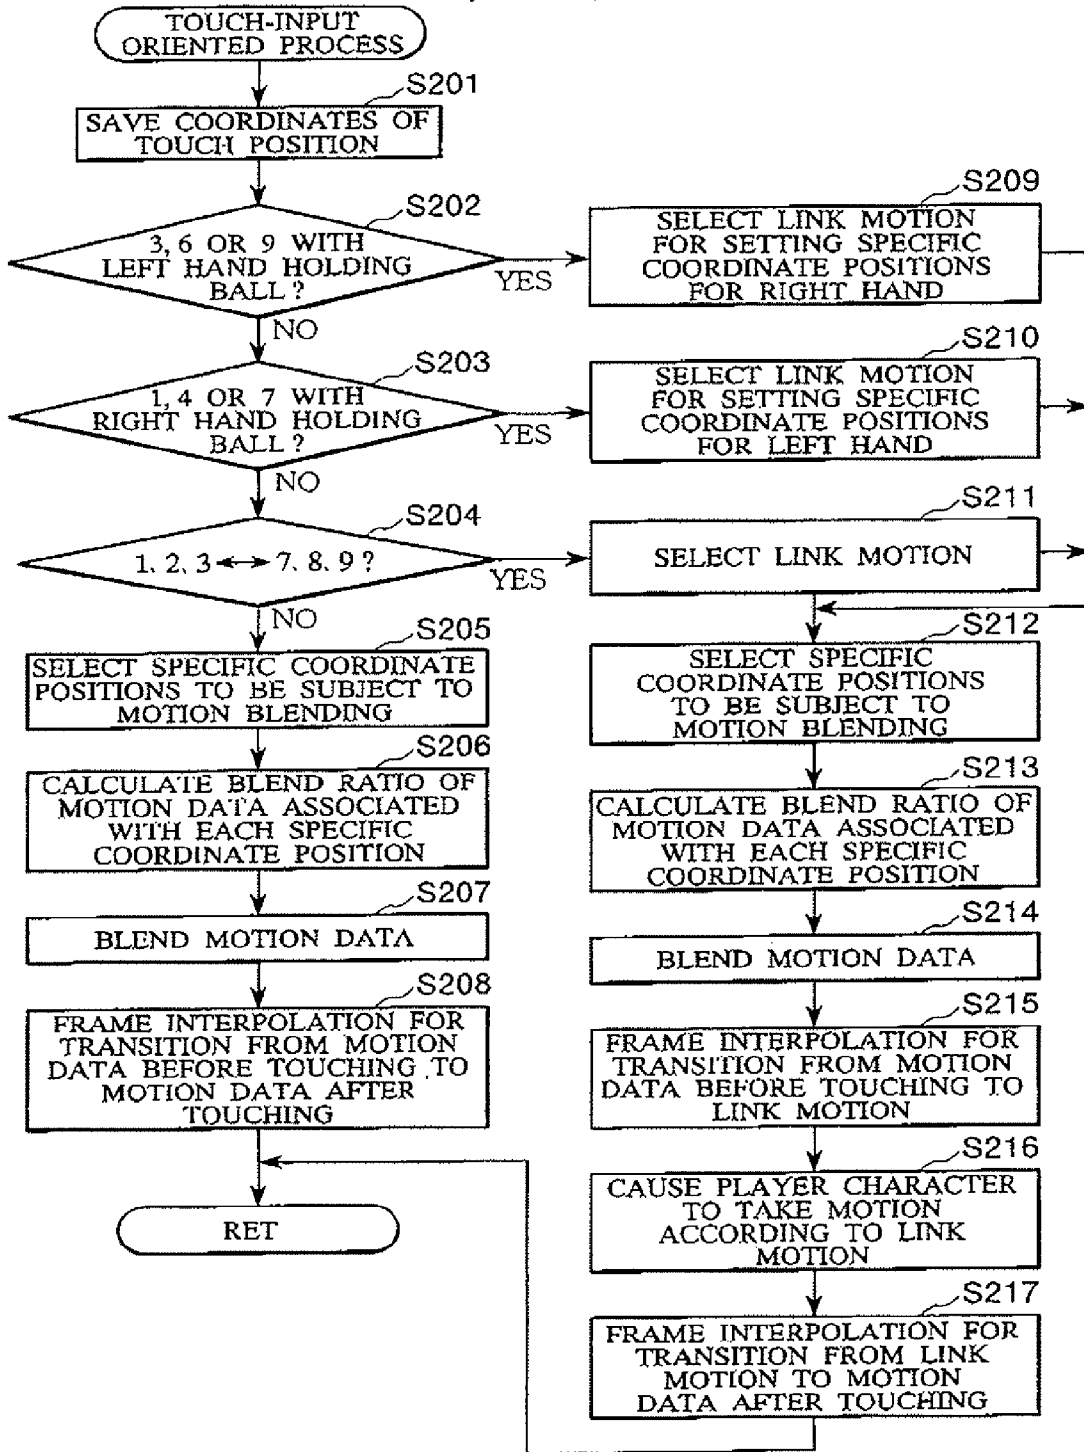 TOUCH-INPUT
ORIENTED PROCESS
S201
SAVE COORDINATES OF
TOUCH POSITION
S202
3, 6 OR 9 WITH
LEFT HAND HOLDING
BALL?
YES
NO
S209
SELECT LINK MOTION
FOR SETTING SPECIFIC
COORDINATE POSITIONS
FOR RIGHT HAND
S203
1, 4 OR 7 WITH
RIGHT HAND HOLDING
BALL?
YES
NO
S210
SELECT LINK MOTION
FOR SETTING SPECIFIC
COORDINATE POSITIONS
FOR LEFT HAND
S204
1、2、3 ↔ 7、8、9?
YES
NO
S211
SELECT LINK MOTION
S205
SELECT SPECIFIC COORDINATE
POSITIONS TO BE SUBJECT TO
MOTION BLENDING
S206
CALCULATE BLEND RATIO OF
MOTION DATA ASSOCIATED
WITH EACH SPECIFIC
COORDINATE POSITION
S207
BLEND MOTION DATA
S208
FRAME INTERPOLATION FOR
TRANSITION FROM MOTION
DATA BEFORE TOUCHING TO
MOTION DATA AFTER
TOUCHING
RET
S212
SELECT SPECIFIC
COORDINATE POSITIONS
TO BE SUBJECT TO
MOTION BLENDING
S213
CALCULATE BLEND RATIO OF
MOTION DATA ASSOCIATED
WITH EACH SPECIFIC
COORDINATE POSITION
S214
BLEND MOTION DATA
S215
FRAME INTERPOLATION FOR
TRANSITION FROM MOTION
DATA BEFORE TOUCHING TO
LINK MOTION
S216
CAUSE PLAYER CHARACTER
TO TAKE MOTION
ACCORDING TO LINK
MOTION
S217
FRAME INTERPOLATION FOR
TRANSITION FROM LINK
MOTION TO MOTION
DATA AFTER TOUCHING